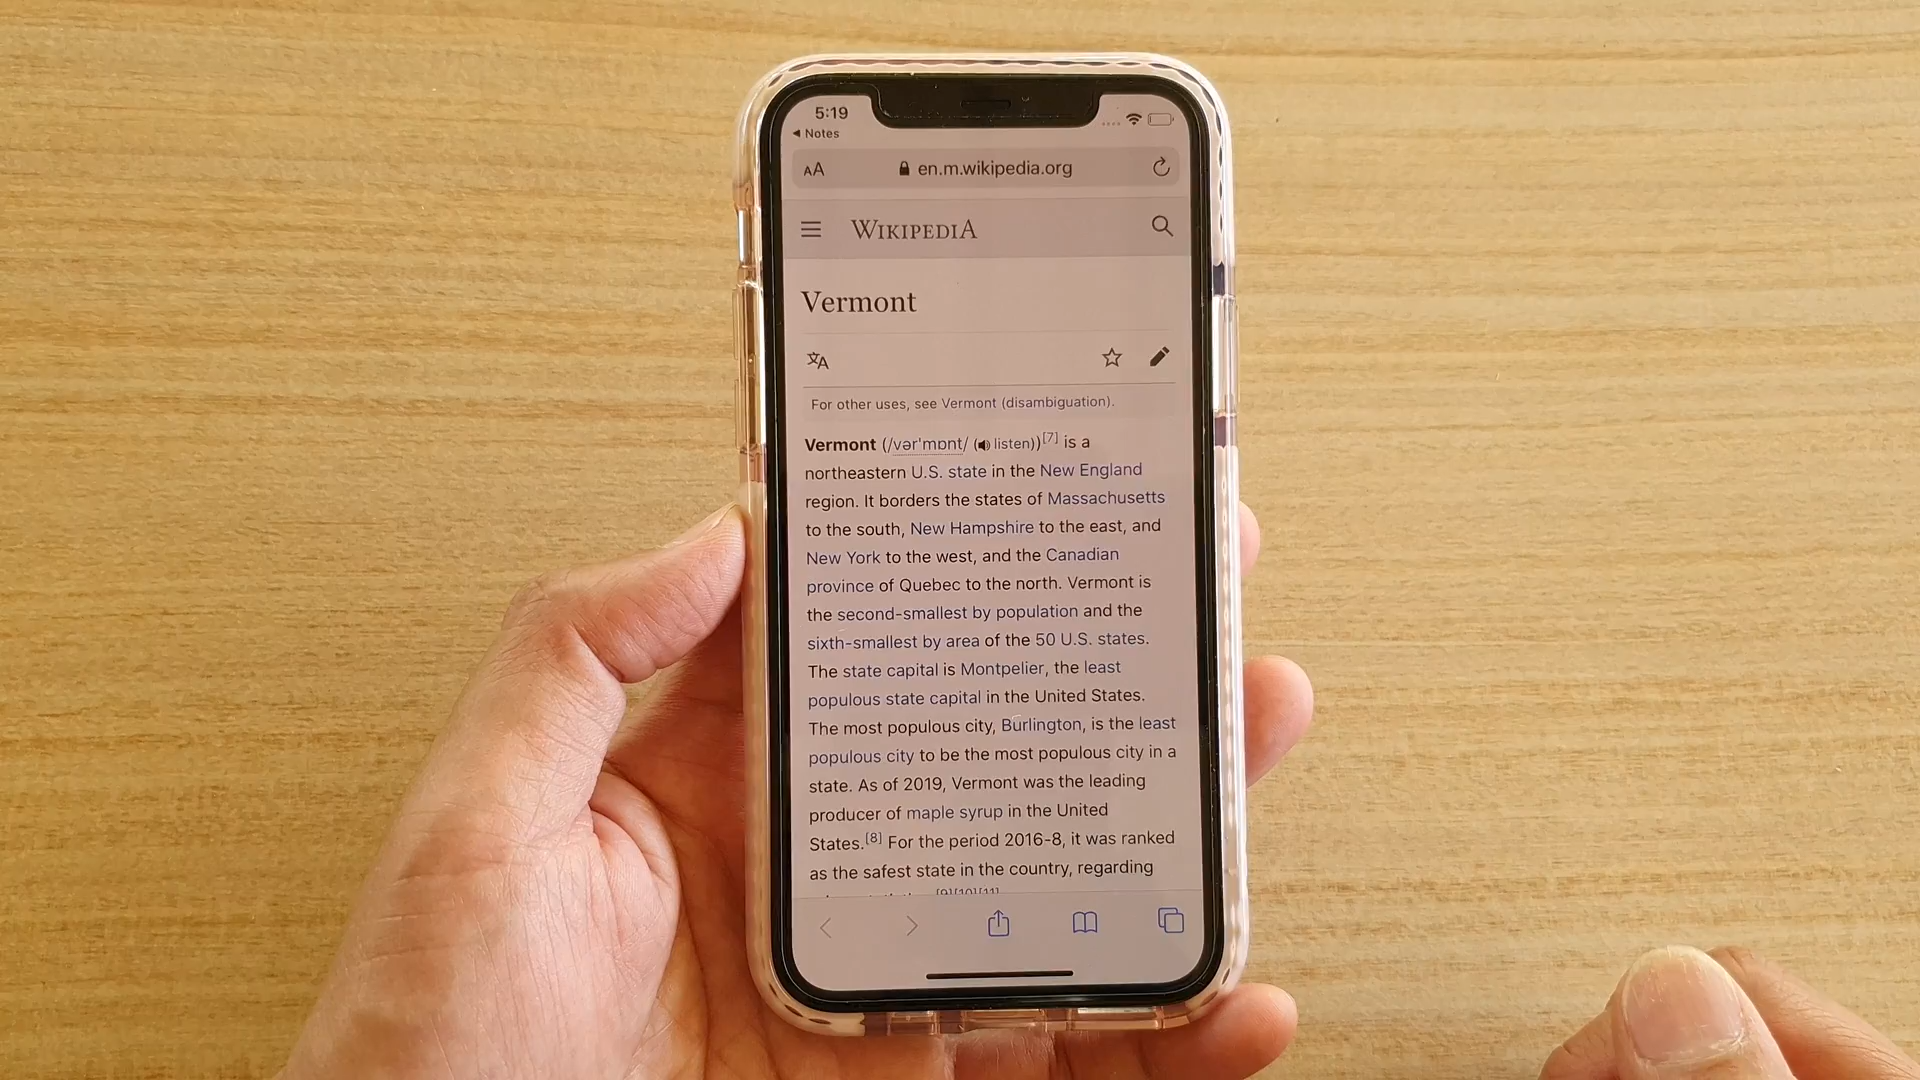 5:19
Notes
AA en.m.wikipedia.org
WIKIPEDIA
Vermont
For other uses, see Vermont (disambiguation).
Vermont (/vərˈmɒnt/ (listen))[7] is a
northeastern U.S. state in the New England
region. It borders the states of Massachusetts
to the south, New Hampshire to the east, and
New York to the west, and the Canadian
province of Quebec to the north. Vermont is
the second-smallest by population and the
sixth-smallest by area of the 50 U.S. states.
The state capital is Montpelier, the least
populous state capital in the United States.
The most populous city, Burlington, is the least
populous city to be the most populous city in a
state. As of 2019, Vermont was the leading
producer of maple syrup in the United
States.[8] For the period 2016-8, it was ranked
as the safest state in the country, regarding
[9][10][11]